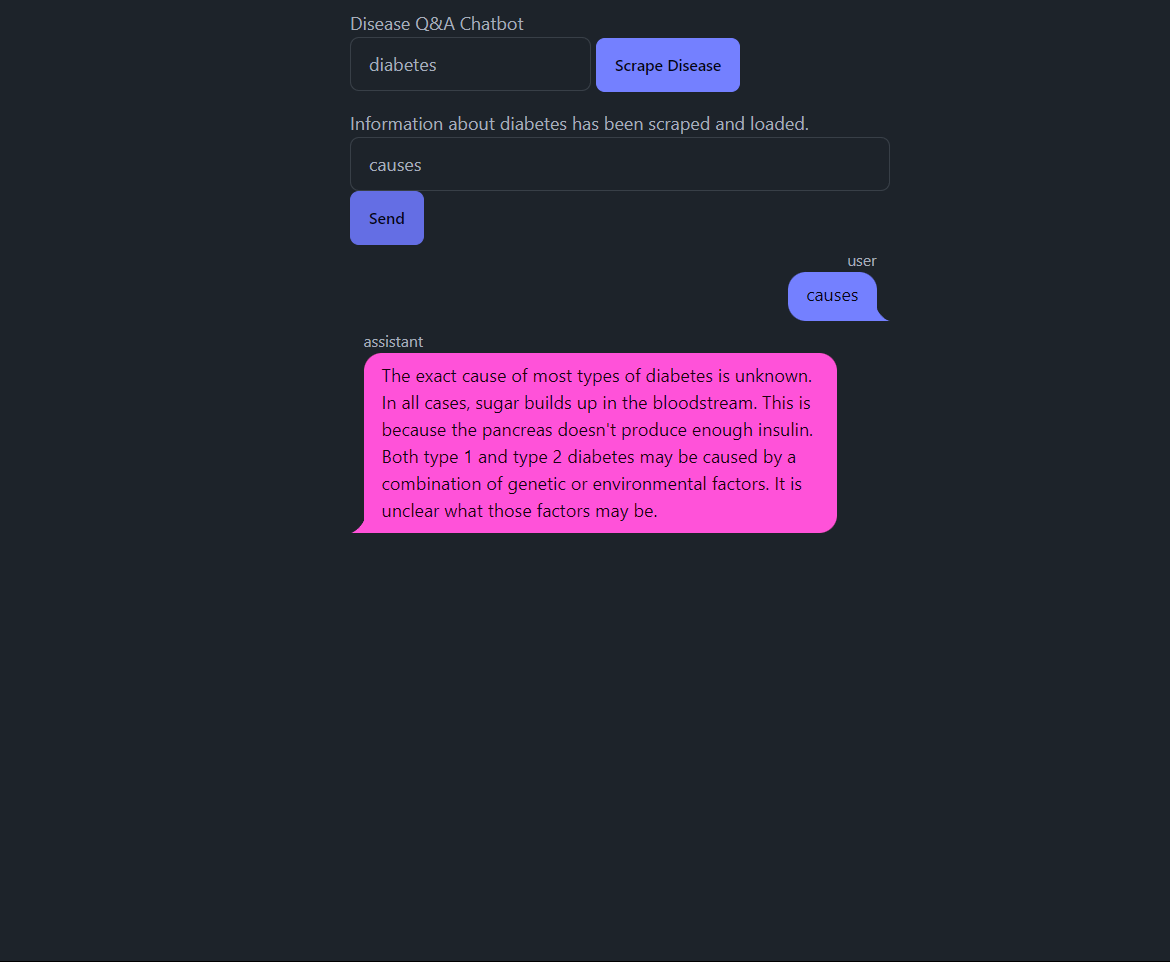 Disease Q&A Chatbot
diabetes
Scrape Disease
Information about diabetes has been scraped and loaded.
causes
Send
user
causes
assistant
The exact cause of most types of diabetes is unknown.
In all cases, sugar builds up in the bloodstream. This is
because the pancreas doesn't produce enough insulin.
Both type 1 and type 2 diabetes may be caused by a
combination of genetic or environmental factors. It is
unclear what those factors may be.